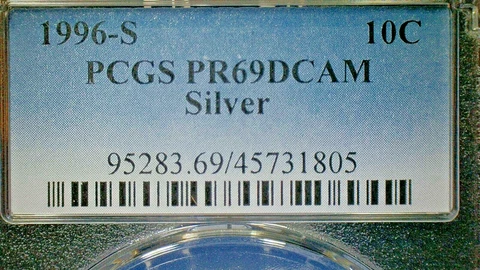 1996-S 10C
PCGS PR69DCAM
Silver
95283.69/45731805